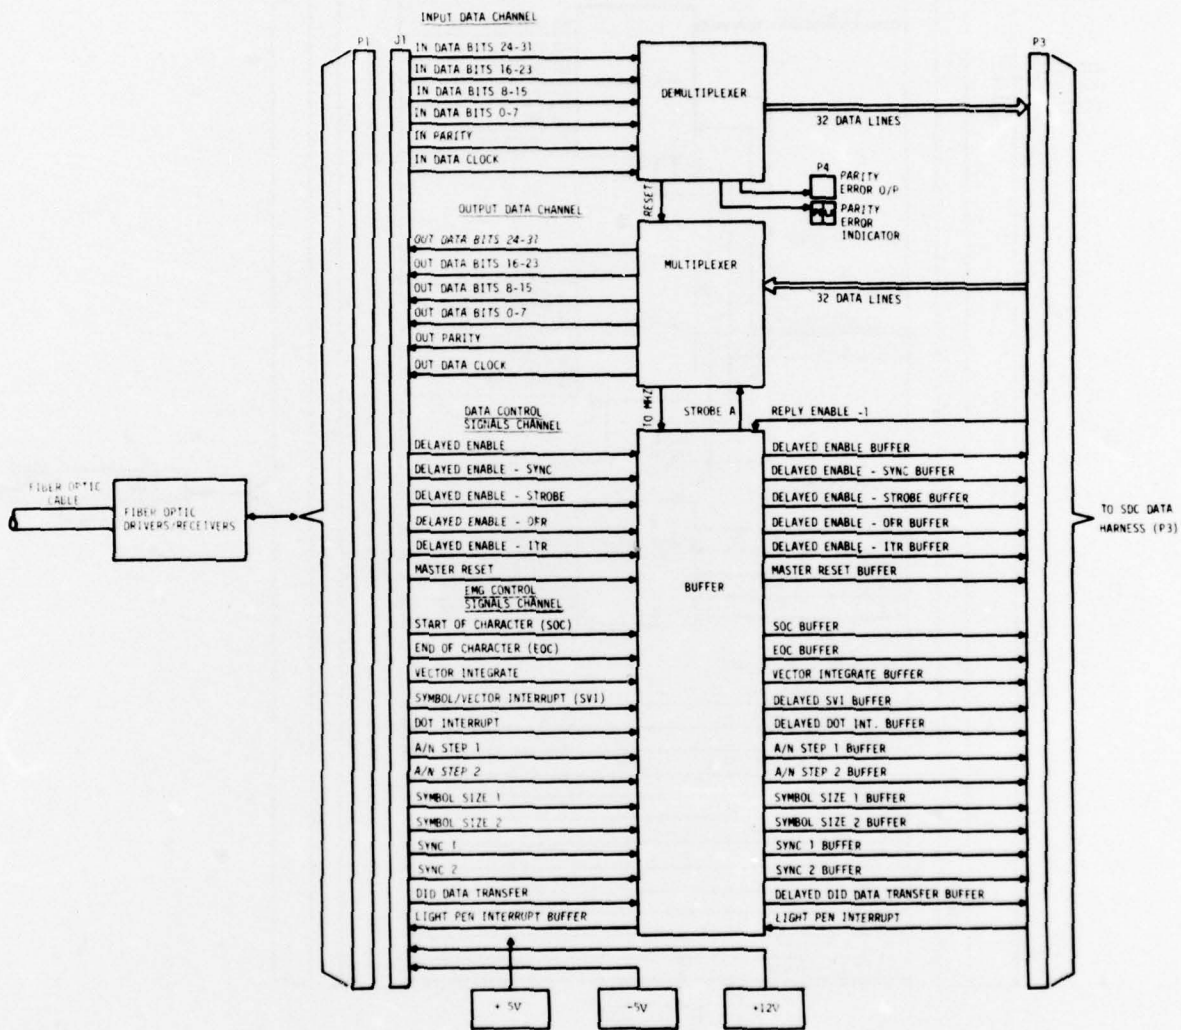 INPUT DATA CHANNEL
P1
J1
P3
IN DATA BITS 24-31
IN DATA BITS 16-23
IN DATA BITS 8-15
IN DATA BITS 0-7
IN PARITY
IN DATA CLOCK
DEMULTIPLEXER
32 DATA LINES
P4
PARITY
ERROR O/P
PARITY
ERROR
INDICATOR
RESET
OUTPUT DATA CHANNEL
OUT DATA BITS 24-31
OUT DATA BITS 16-23
OUT DATA BITS 8-15
OUT DATA BITS 0-7
OUT PARITY
OUT DATA CLOCK
MULTIPLEXER
32 DATA LINES
TO MHZ
STROBE A
REPLY ENABLE -1
DATA CONTROL
SIGNALS CHANNEL
DELAYED ENABLE
DELAYED ENABLE - SYNC
DELAYED ENABLE - STROBE
DELAYED ENABLE - OFR
DELAYED ENABLE - ITR
MASTER RESET
DELAYED ENABLE BUFFER
DELAYED ENABLE - SYNC BUFFER
DELAYED ENABLE - STROBE BUFFER
DELAYED ENABLE - OFR BUFFER
DELAYED ENABLE - ITR BUFFER
MASTER RESET BUFFER
FIBER OPTIC
CABLE
FIBER OPTIC
DRIVERS/RECEIVERS
TO SDC DATA
HARNESS (P3)
BUFFER
EMG CONTROL
SIGNALS CHANNEL
START OF CHARACTER (SOC)
END OF CHARACTER (EOC)
VECTOR INTEGRATE
SYMBOL/VECTOR INTERRUPT (SVI)
DOT INTERRUPT
A/N STEP 1
A/N STEP 2
SYMBOL SIZE 1
SYMBOL SIZE 2
SYNC 1
SYNC 2
DID DATA TRANSFER
LIGHT PEN INTERRUPT BUFFER
SOC BUFFER
EOC BUFFER
VECTOR INTEGRATE BUFFER
DELAYED SVI BUFFER
DELAYED DOT INT. BUFFER
A/N STEP 1 BUFFER
A/N STEP 2 BUFFER
SYMBOL SIZE 1 BUFFER
SYMBOL SIZE 2 BUFFER
SYNC 1 BUFFER
SYNC 2 BUFFER
DELAYED DID DATA TRANSFER BUFFER
LIGHT PEN INTERRUPT
+ 5V
-5V
+12V